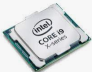 intel
CORE i9
X-series